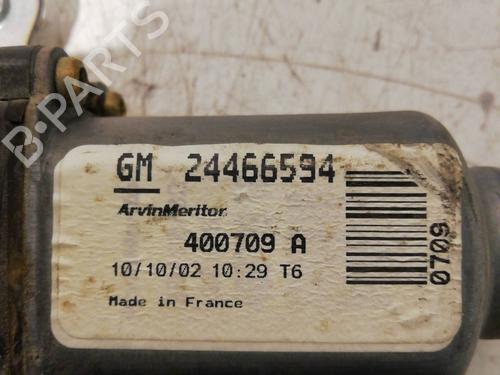 GM 24466594
ArvinMeritor
400709 A
10/10/02 10:29 T6
Made in France
0709
B-PARTS